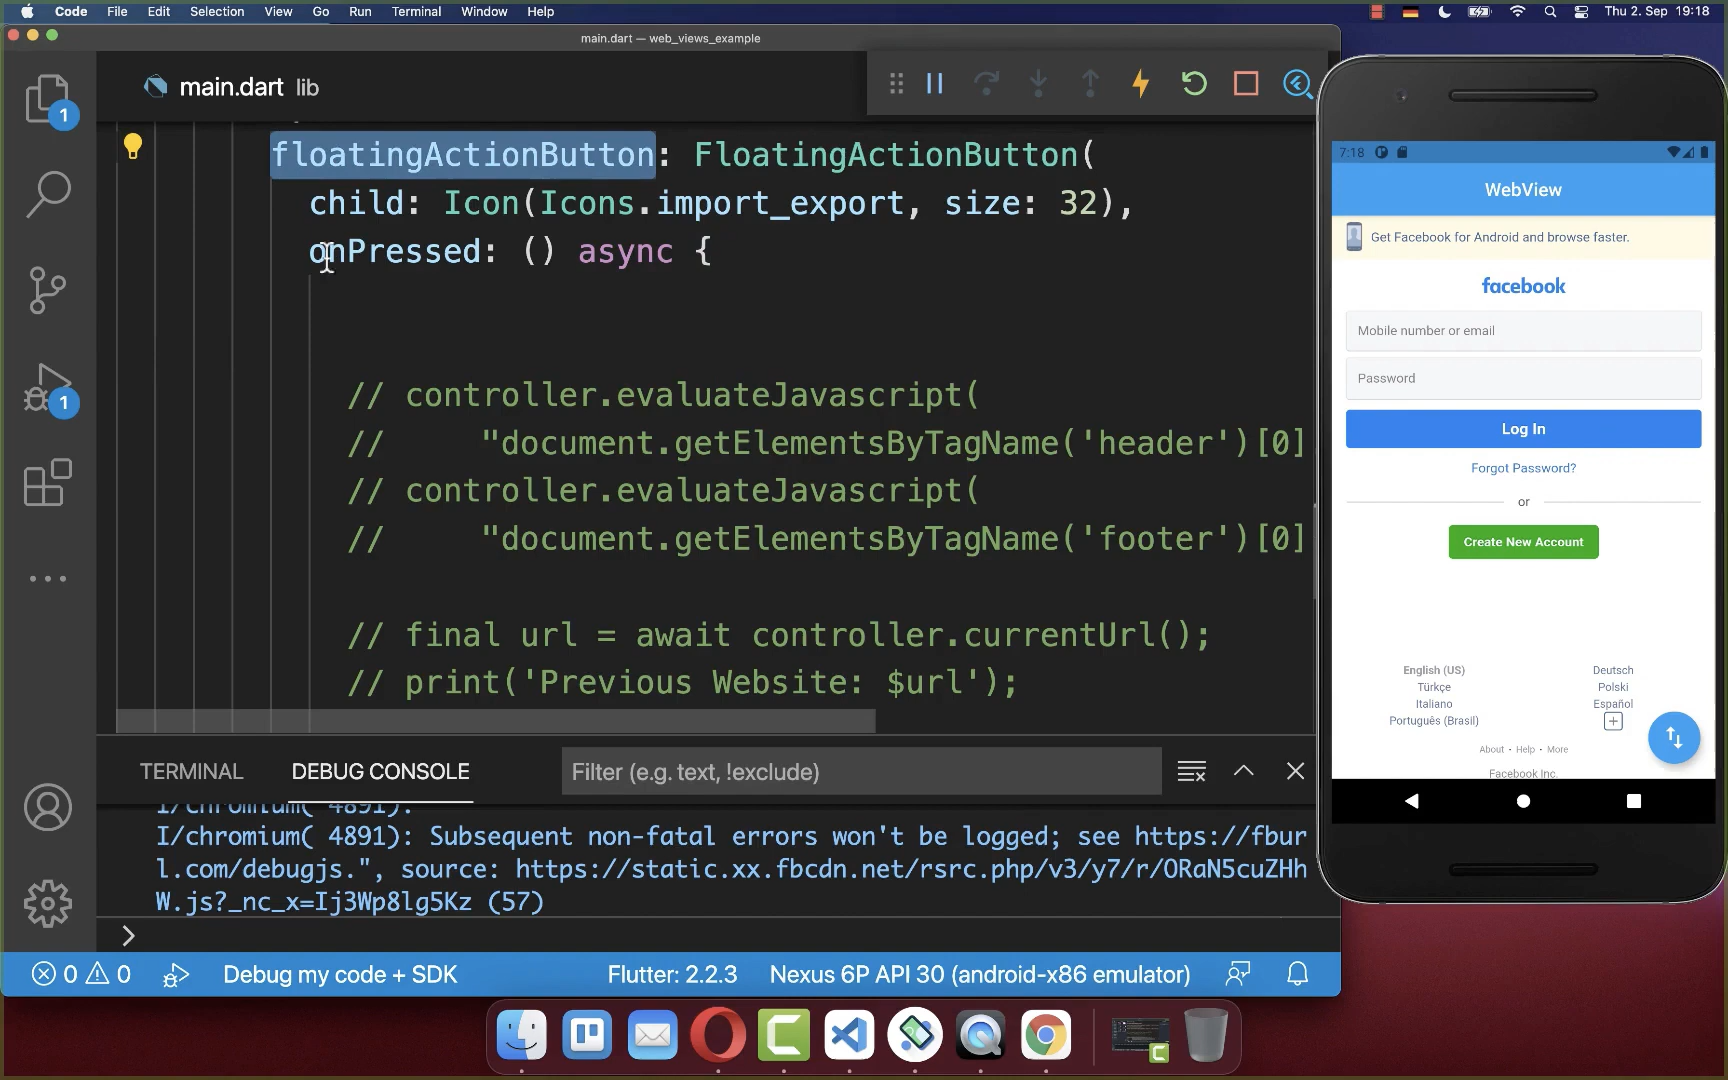 Code File Edit Selection View Go Run Terminal Window Help
Thu 2. Sep 19:18
main.dart — web_views_example
main.dart lib
1
1
floatingActionButton: FloatingActionButton(
child: Icon(Icons.import_export, size: 32),
onPressed: () async {
// controller.evaluateJavascript(
// "document.getElementsByTagName('header')[0]
// controller.evaluateJavascript(
// "document.getElementsByTagName('footer')[0]
// final url = await controller.currentUrl();
// print('Previous Website: $url');
TERMINAL DEBUG CONSOLE Filter (e.g. text, !exclude)
I/chromium( 4891):
I/chromium( 4891): Subsequent non-fatal errors won't be logged; see https://fbur
l.com/debugjs.", source: https://static.xx.fbcdn.net/rsrc.php/v3/y7/r/ORaN5cuZHh
W.js?_nc_x=Ij3Wp8lg5Kz (57)
0 0 Debug my code + SDK Flutter: 2.2.3 Nexus 6P API 30 (android-x86 emulator)
7:18
WebView
Get Facebook for Android and browse faster.
facebook
Mobile number or email
Password
Log In
Forgot Password?
or
Create New Account
English (US) Deutsch
Türkçe Polski
Italiano Español
Português (Brasil)
About · Help · More
Facebook Inc.